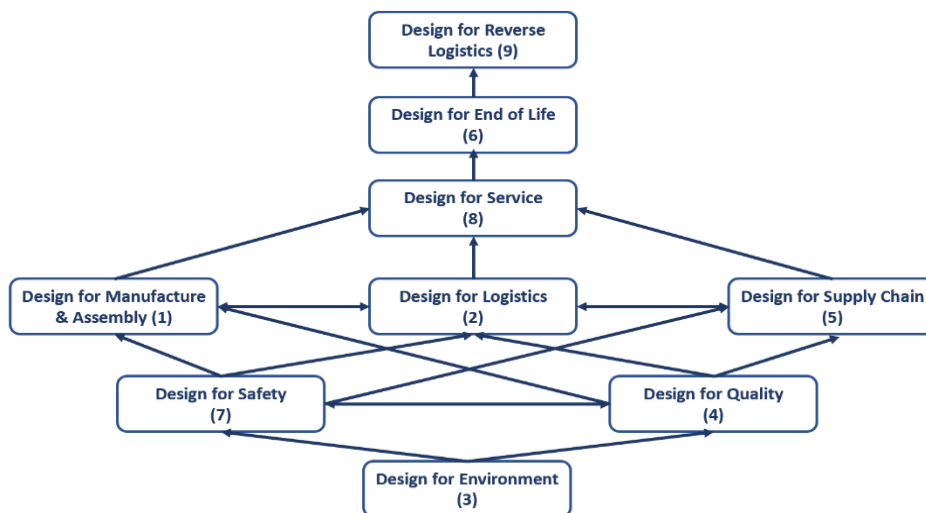 Design for Reverse
Logistics (9)
Design for End of Life
(6)
Design for Service
(8)
Design for Manufacture
& Assembly (1)
Design for Logistics
(2)
Design for Supply Chain
(5)
Design for Safety
(7)
Design for Quality
(4)
Design for Environment
(3)